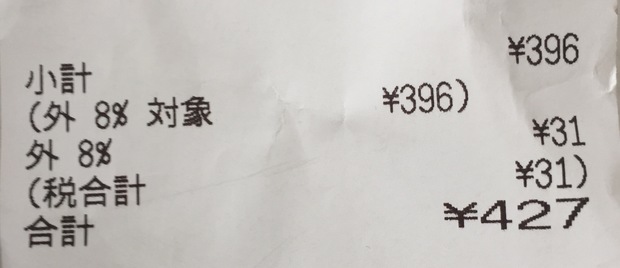 小計 ¥396
(外 8% 対象 ¥396)
外 8% ¥31
(税合計 ¥31)
合計 ¥427